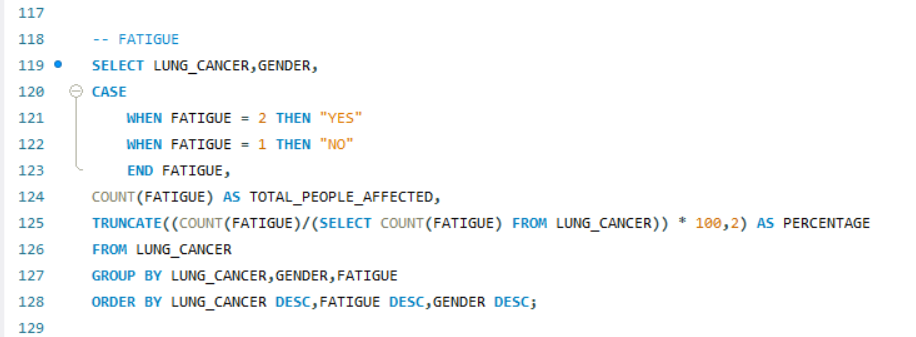 117
118 -- FATIGUE
119 SELECT LUNG_CANCER,GENDER,
120 CASE
121 WHEN FATIGUE = 2 THEN "YES"
122 WHEN FATIGUE = 1 THEN "NO"
123 END FATIGUE,
124 COUNT(FATIGUE) AS TOTAL_PEOPLE_AFFECTED,
125 TRUNCATE((COUNT(FATIGUE)/(SELECT COUNT(FATIGUE) FROM LUNG_CANCER)) * 100,2) AS PERCENTAGE
126 FROM LUNG_CANCER
127 GROUP BY LUNG_CANCER,GENDER,FATIGUE
128 ORDER BY LUNG_CANCER DESC,FATIGUE DESC,GENDER DESC;
129